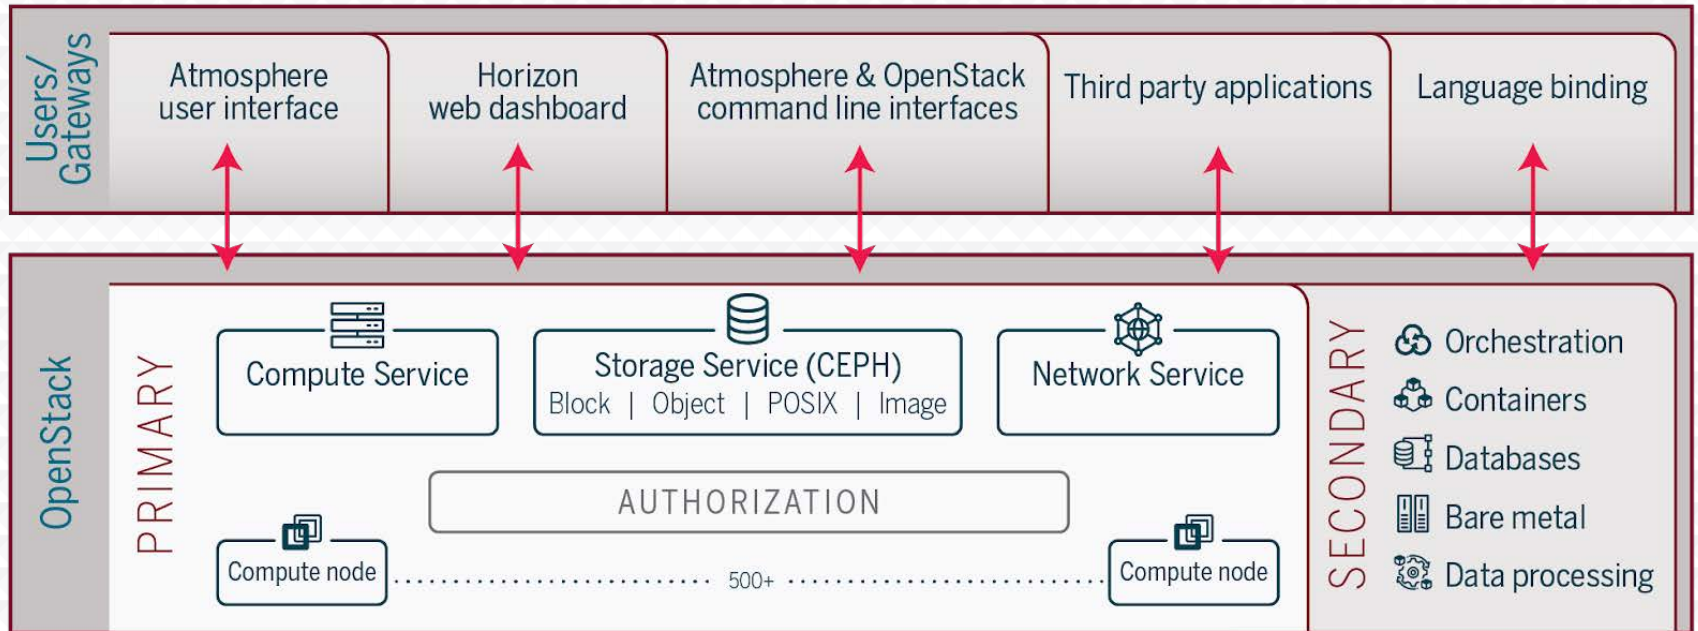 Users/
Gateways
Atmosphere
user interface
Horizon
web dashboard
Atmosphere & OpenStack
command line interfaces
Third party applications
Language binding
OpenStack
PRIMARY
Compute Service
Storage Service (CEPH)
Block | Object | POSIX | Image
Network Service
AUTHORIZATION
Compute node
500+
Compute node
SECONDARY
Orchestration
Containers
Databases
Bare metal
Data processing